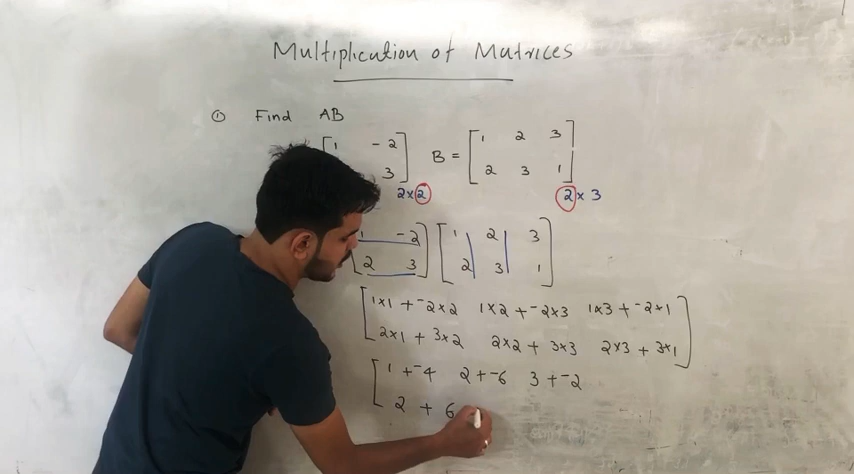 Multiplication of Matrices
① Find AB
[1 -2] B = [1 2 3]
3] [2 3 1]
2×2 2×3
1 -2] [1 2 3]
[2 3] [2 3 1]
[1×1 + -2×2 1×2 + -2×3 1×3 + -2×1]
2×1 + 3×2 2×2 + 3×3 2×3 + 3×1]
[1 + -4 2 + -6 3 + -2
2 + 6